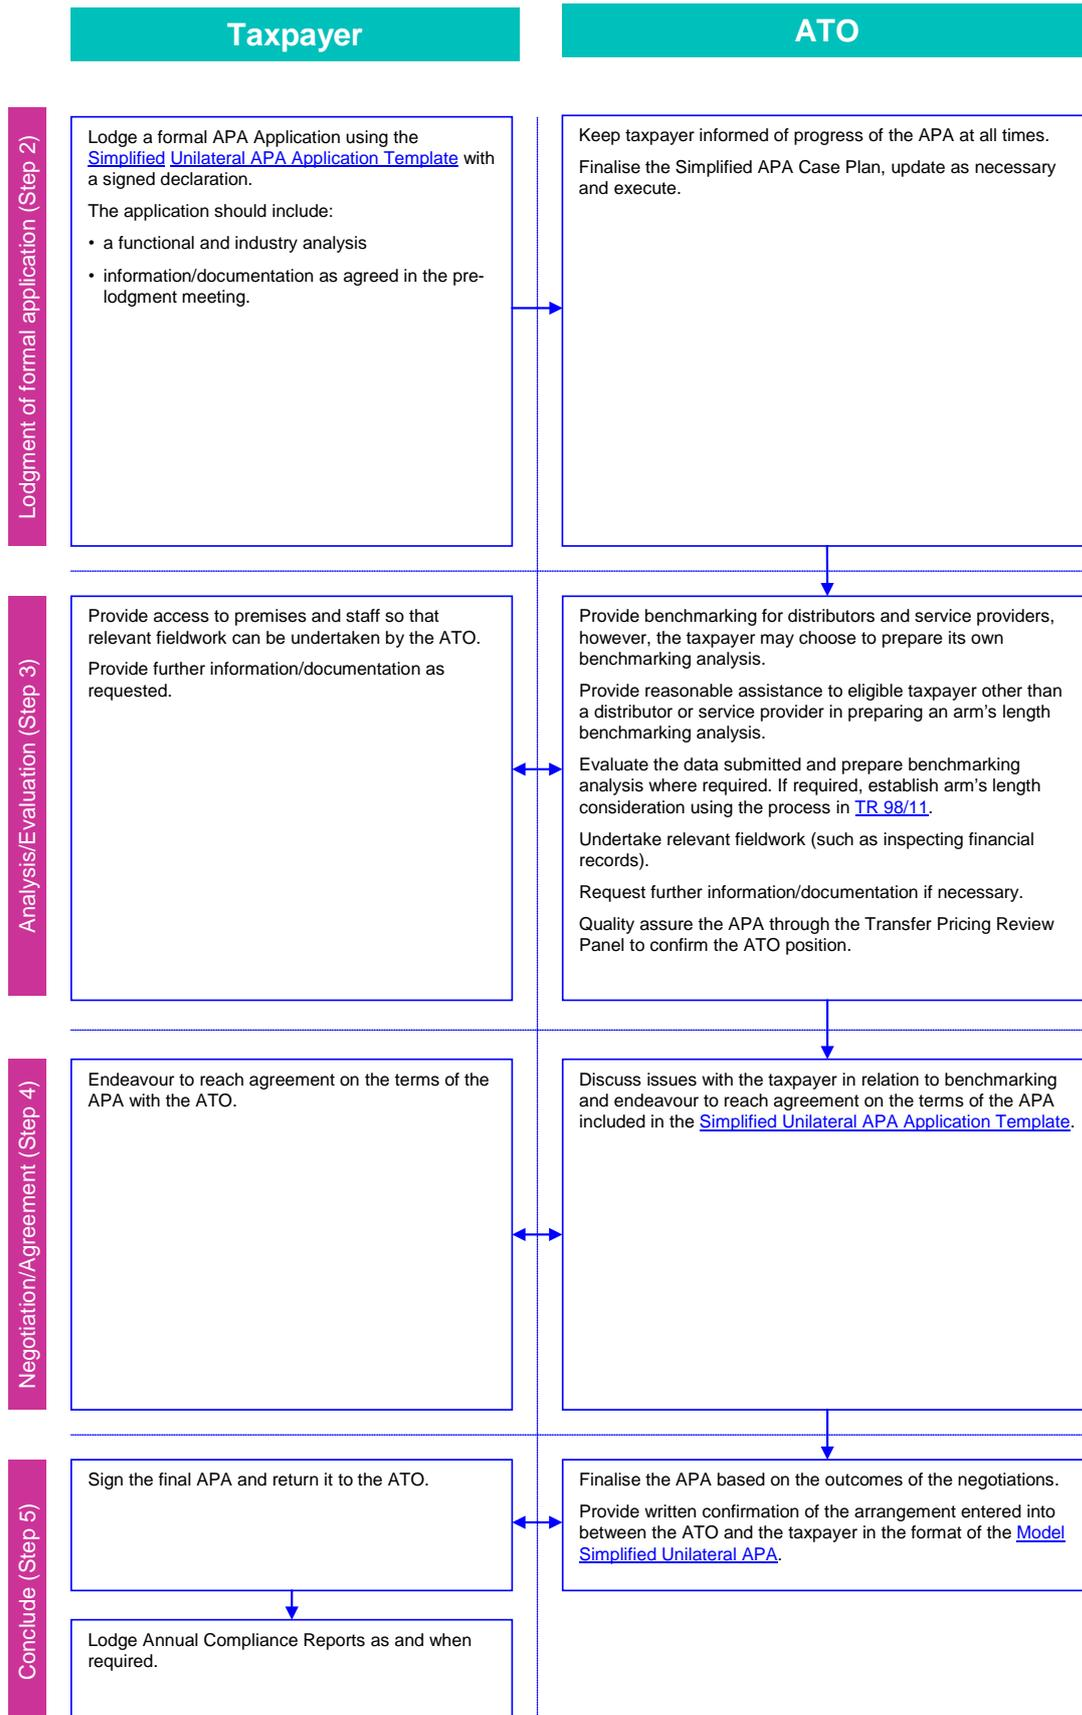 Taxpayer
ATO
Lodgment of formal application (Step 2)
Lodge a formal APA Application using the
Simplified Unilateral APA Application Template with
a signed declaration.
The application should include:
• a functional and industry analysis
• information/documentation as agreed in the pre-
lodgment meeting.
Keep taxpayer informed of progress of the APA at all times.
Finalise the Simplified APA Case Plan, update as necessary
and execute.
Analysis/Evaluation (Step 3)
Provide access to premises and staff so that
relevant fieldwork can be undertaken by the ATO.
Provide further information/documentation as
requested.
Provide benchmarking for distributors and service providers,
however, the taxpayer may choose to prepare its own
benchmarking analysis.
Provide reasonable assistance to eligible taxpayer other than
a distributor or service provider in preparing an arm's length
benchmarking analysis.
Evaluate the data submitted and prepare benchmarking
analysis where required. If required, establish arm's length
consideration using the process in TR 98/11.
Undertake relevant fieldwork (such as inspecting financial
records).
Request further information/documentation if necessary.
Quality assure the APA through the Transfer Pricing Review
Panel to confirm the ATO position.
Negotiation/Agreement (Step 4)
Endeavour to reach agreement on the terms of the
APA with the ATO.
Discuss issues with the taxpayer in relation to benchmarking
and endeavour to reach agreement on the terms of the APA
included in the Simplified Unilateral APA Application Template.
Conclude (Step 5)
Sign the final APA and return it to the ATO.
Finalise the APA based on the outcomes of the negotiations.
Provide written confirmation of the arrangement entered into
between the ATO and the taxpayer in the format of the Model
Simplified Unilateral APA.
Lodge Annual Compliance Reports as and when
required.